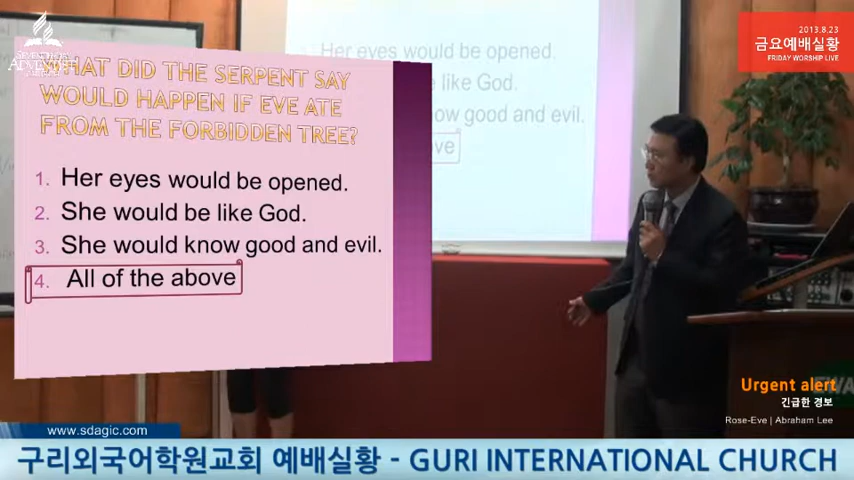 2013.8.23
금요예배실황
FRIDAY WORSHIP LIVE
SEVENTH-DAY
ADVENTIST
WHAT DID THE SERPENT SAY
WOULD HAPPEN IF EVE ATE
FROM THE FORBIDDEN TREE?
1. Her eyes would be opened.
2. She would be like God.
3. She would know good and evil.
4. All of the above
Her eyes would be opened.
e like God.
ow good and evil.
ve
Urgent alert
긴급한 경보
Rose-Eve | Abraham Lee
www.sdagic.com
구리외국어학원교회 예배실황 - GURI INTERNATIONAL CHURCH